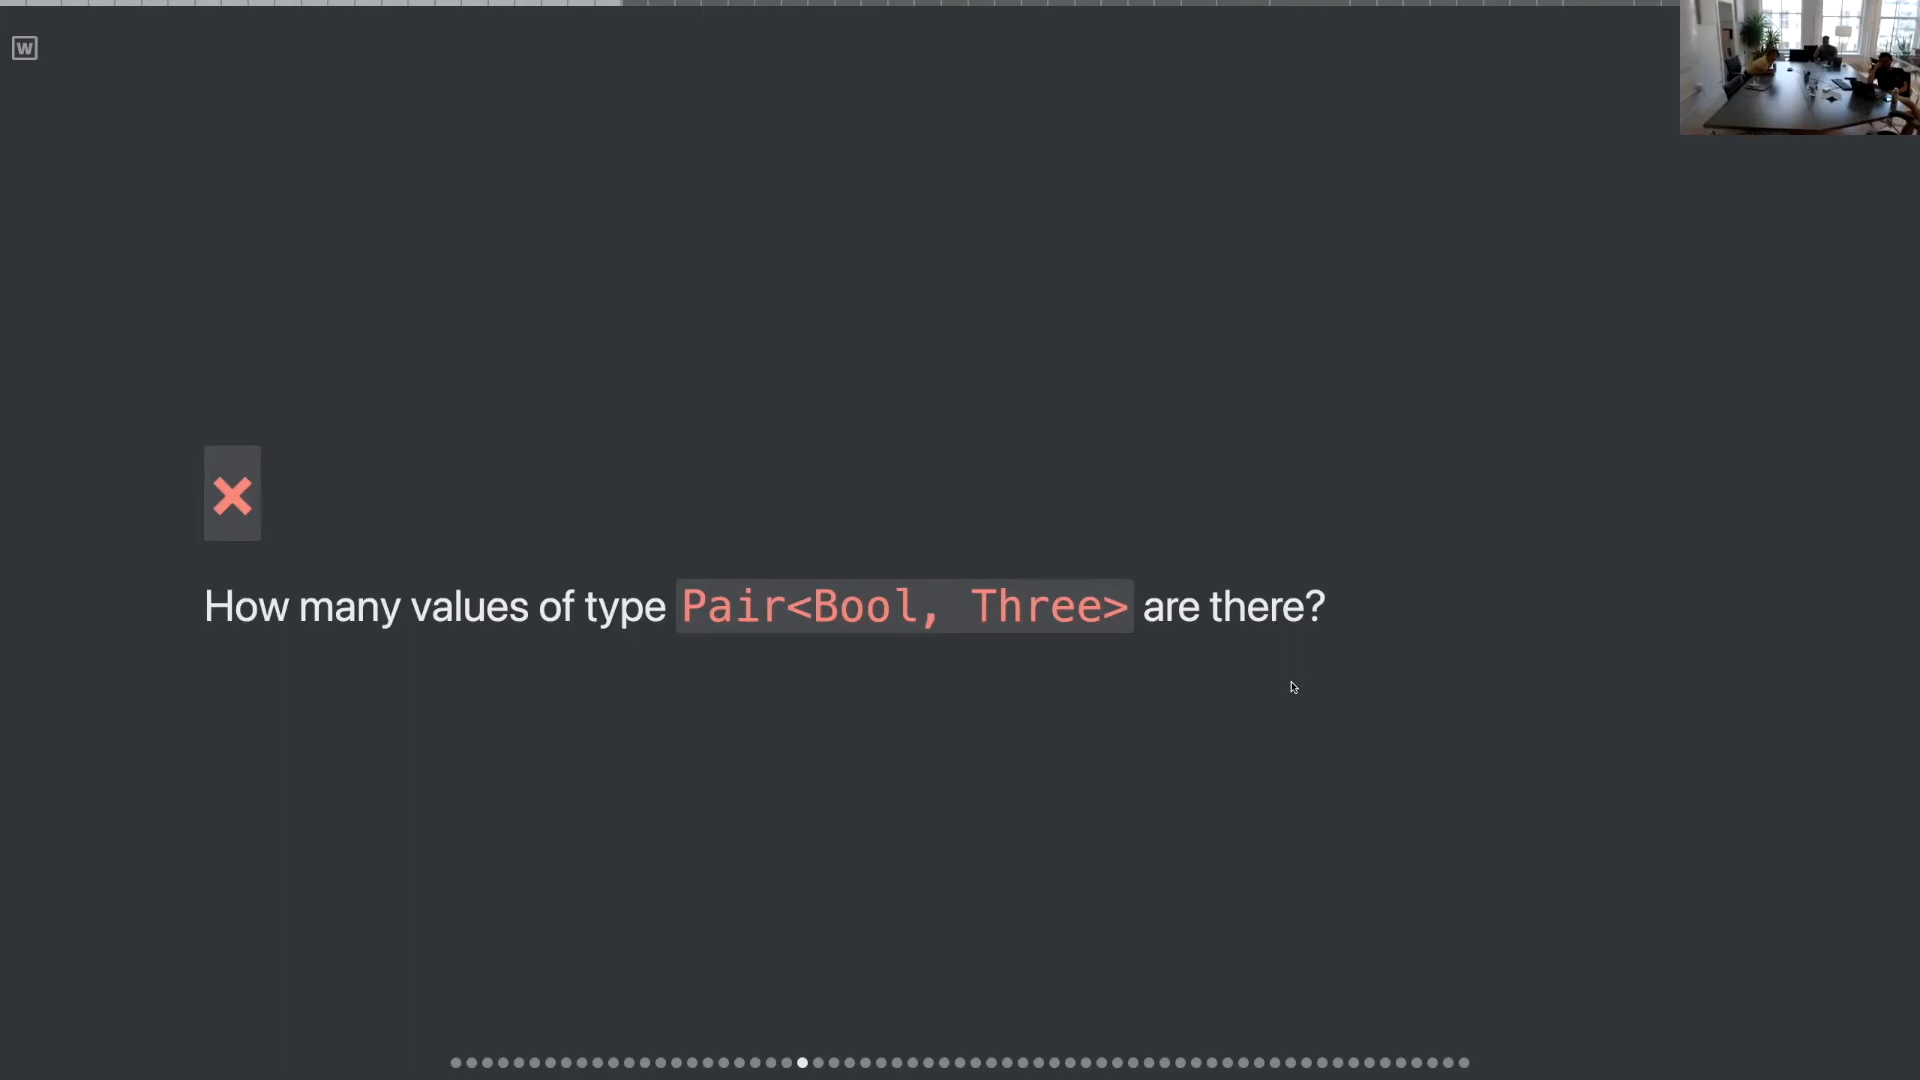 W
×
How many values of type Pair<Bool, Three> are there?